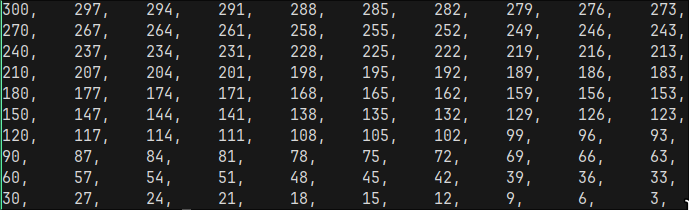 300, 297, 294, 291, 288, 285, 282, 279, 276, 273,
270, 267, 264, 261, 258, 255, 252, 249, 246, 243,
240, 237, 234, 231, 228, 225, 222, 219, 216, 213,
210, 207, 204, 201, 198, 195, 192, 189, 186, 183,
180, 177, 174, 171, 168, 165, 162, 159, 156, 153,
150, 147, 144, 141, 138, 135, 132, 129, 126, 123,
120, 117, 114, 111, 108, 105, 102, 99, 96, 93,
90, 87, 84, 81, 78, 75, 72, 69, 66, 63,
60, 57, 54, 51, 48, 45, 42, 39, 36, 33,
30, 27, 24, 21, 18, 15, 12, 9, 6, 3,